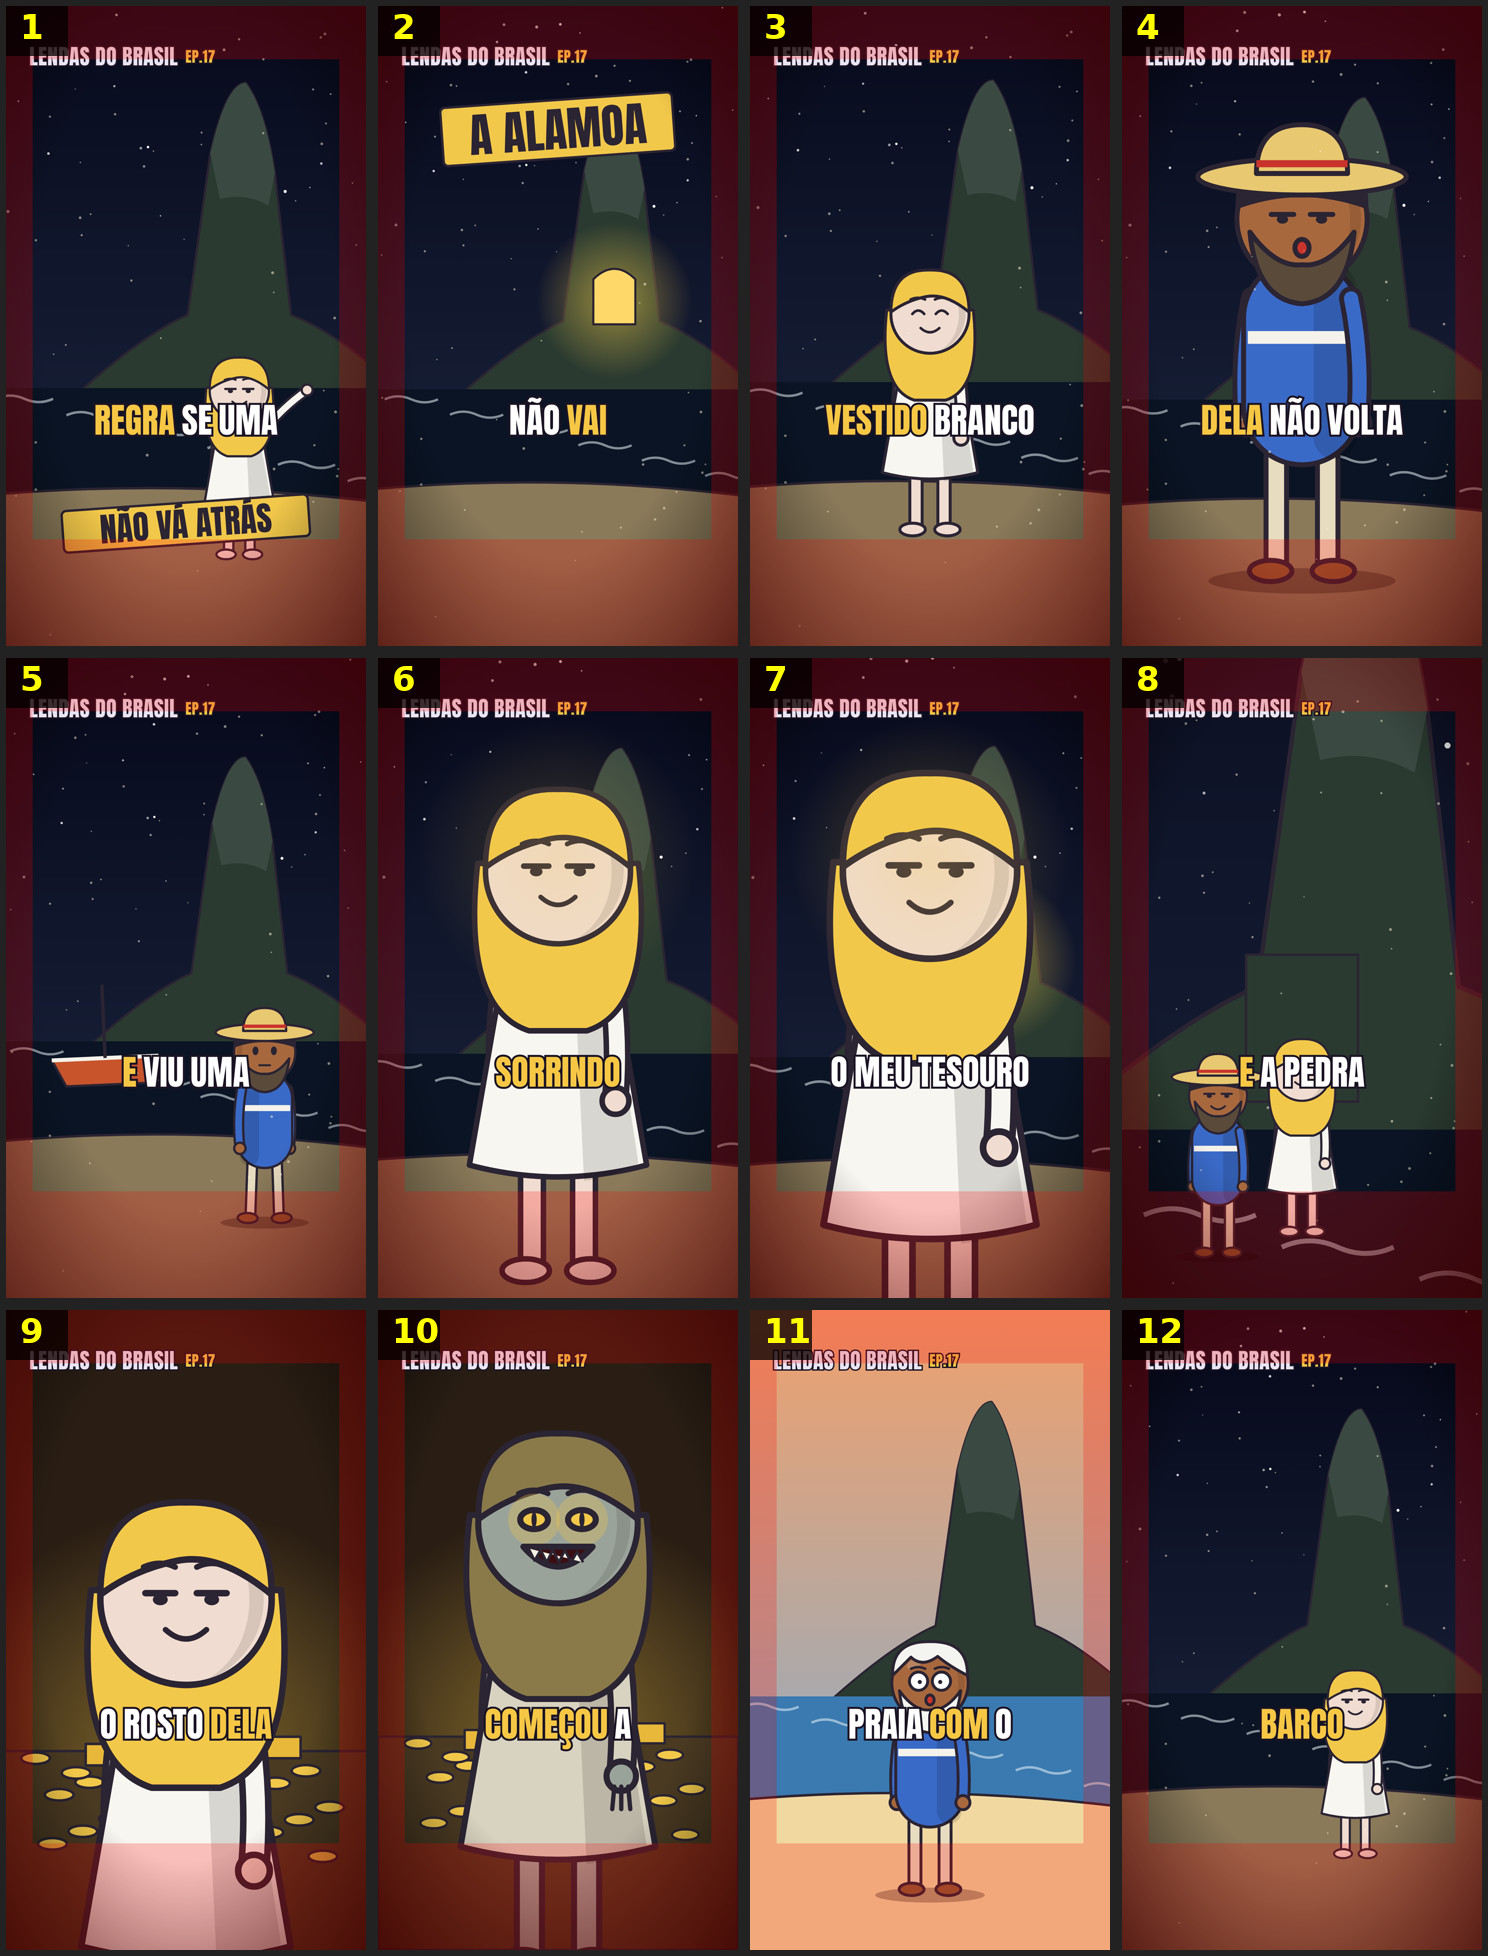 1
LENDAS DO BRASIL EP.17
REGRA SE UMA
NÃO VÁ ATRÁS
2
LENDAS DO BRASIL EP.17
A ALAMOA
NÃO VAI
3
LENDAS DO BRASIL EP.17
VESTIDO BRANCO
4
LENDAS DO BRASIL EP.17
DELA NÃO VOLTA
5
LENDAS DO BRASIL EP.17
E VIU UMA
6
LENDAS DO BRASIL EP.17
SORRINDO
7
LENDAS DO BRASIL EP.17
O MEU TESOURO
8
LENDAS DO BRASIL EP.17
E A PEDRA
9
LENDAS DO BRASIL EP.17
O ROSTO DELA
10
LENDAS DO BRASIL EP.17
COMEÇOU A
11
LENDAS DO BRASIL EP.17
PRAIA COM O
12
LENDAS DO BRASIL EP.17
BARCO